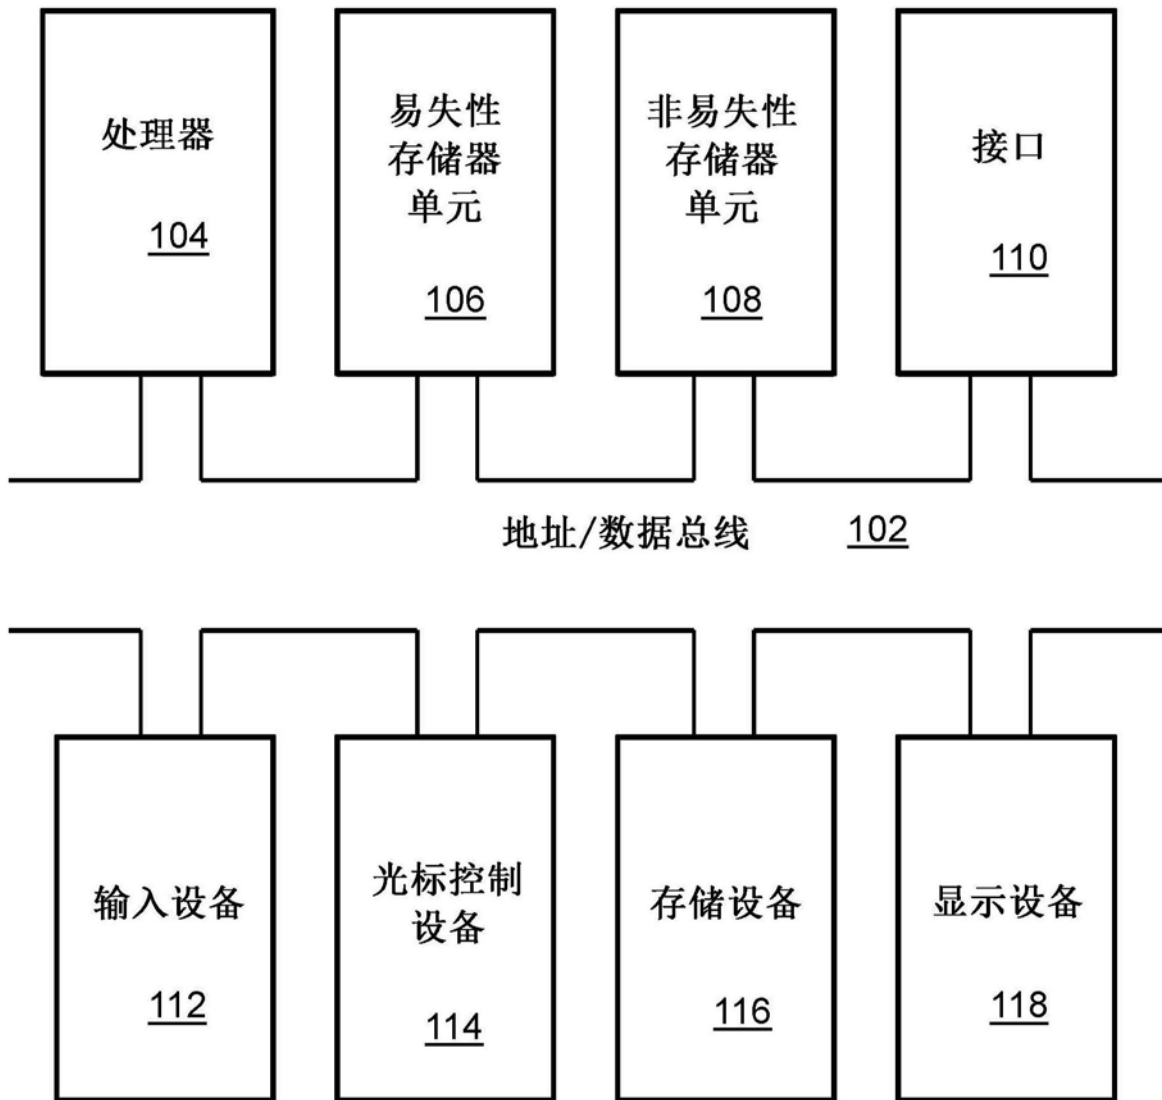 处理器
104
易失性
存储器
单元
106
非易失性
存储器
单元
108
接口
110
地址/数据总线 102
输入设备
112
光标控制
设备
114
存储设备
116
显示设备
118